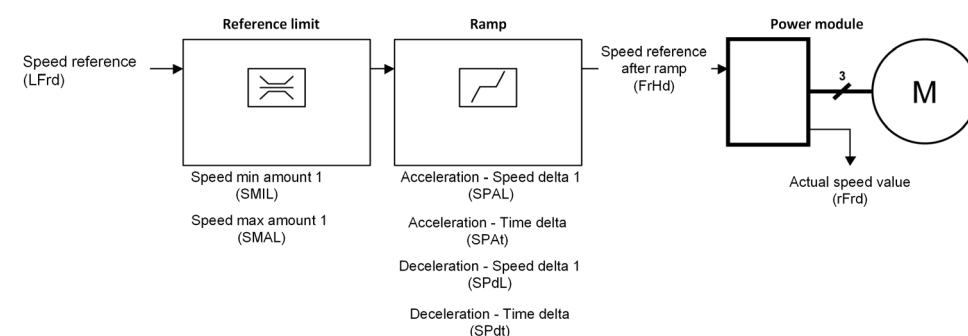 Reference limit
Ramp
Power module
Speed reference
(LFrd)
Speed reference
after ramp
(FrHd)
3
M
Speed min amount 1
(SMIL)
Speed max amount 1
(SMAL)
Acceleration - Speed delta 1
(SPAL)
Acceleration - Time delta
(SPAt)
Deceleration - Speed delta 1
(SPdL)
Deceleration - Time delta
(SPdt)
Actual speed value
(rFrd)